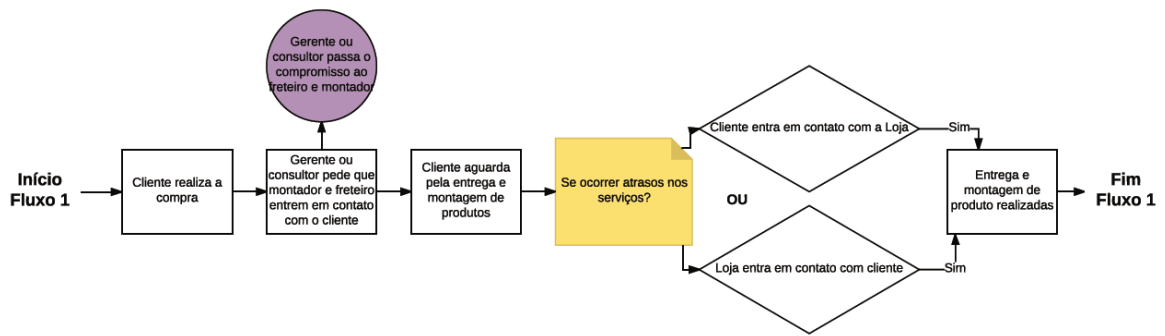 Início
Fluxo 1
Cliente realiza a
compra
Gerente ou
consultor passa o
compromisso ao
freteiro e montador
Gerente ou
consultor pede que
montador e freteiro
entrem em contato
com o cliente
Cliente aguarda
pela entrega e
montagem de
produtos
Se ocorrer atrasos nos
serviços?
Cliente entra em contato com a Loja
Sim
OU
Loja entra em contato com cliente
Sim
Entrega e
montagem de
produto realizadas
Fim
Fluxo 1